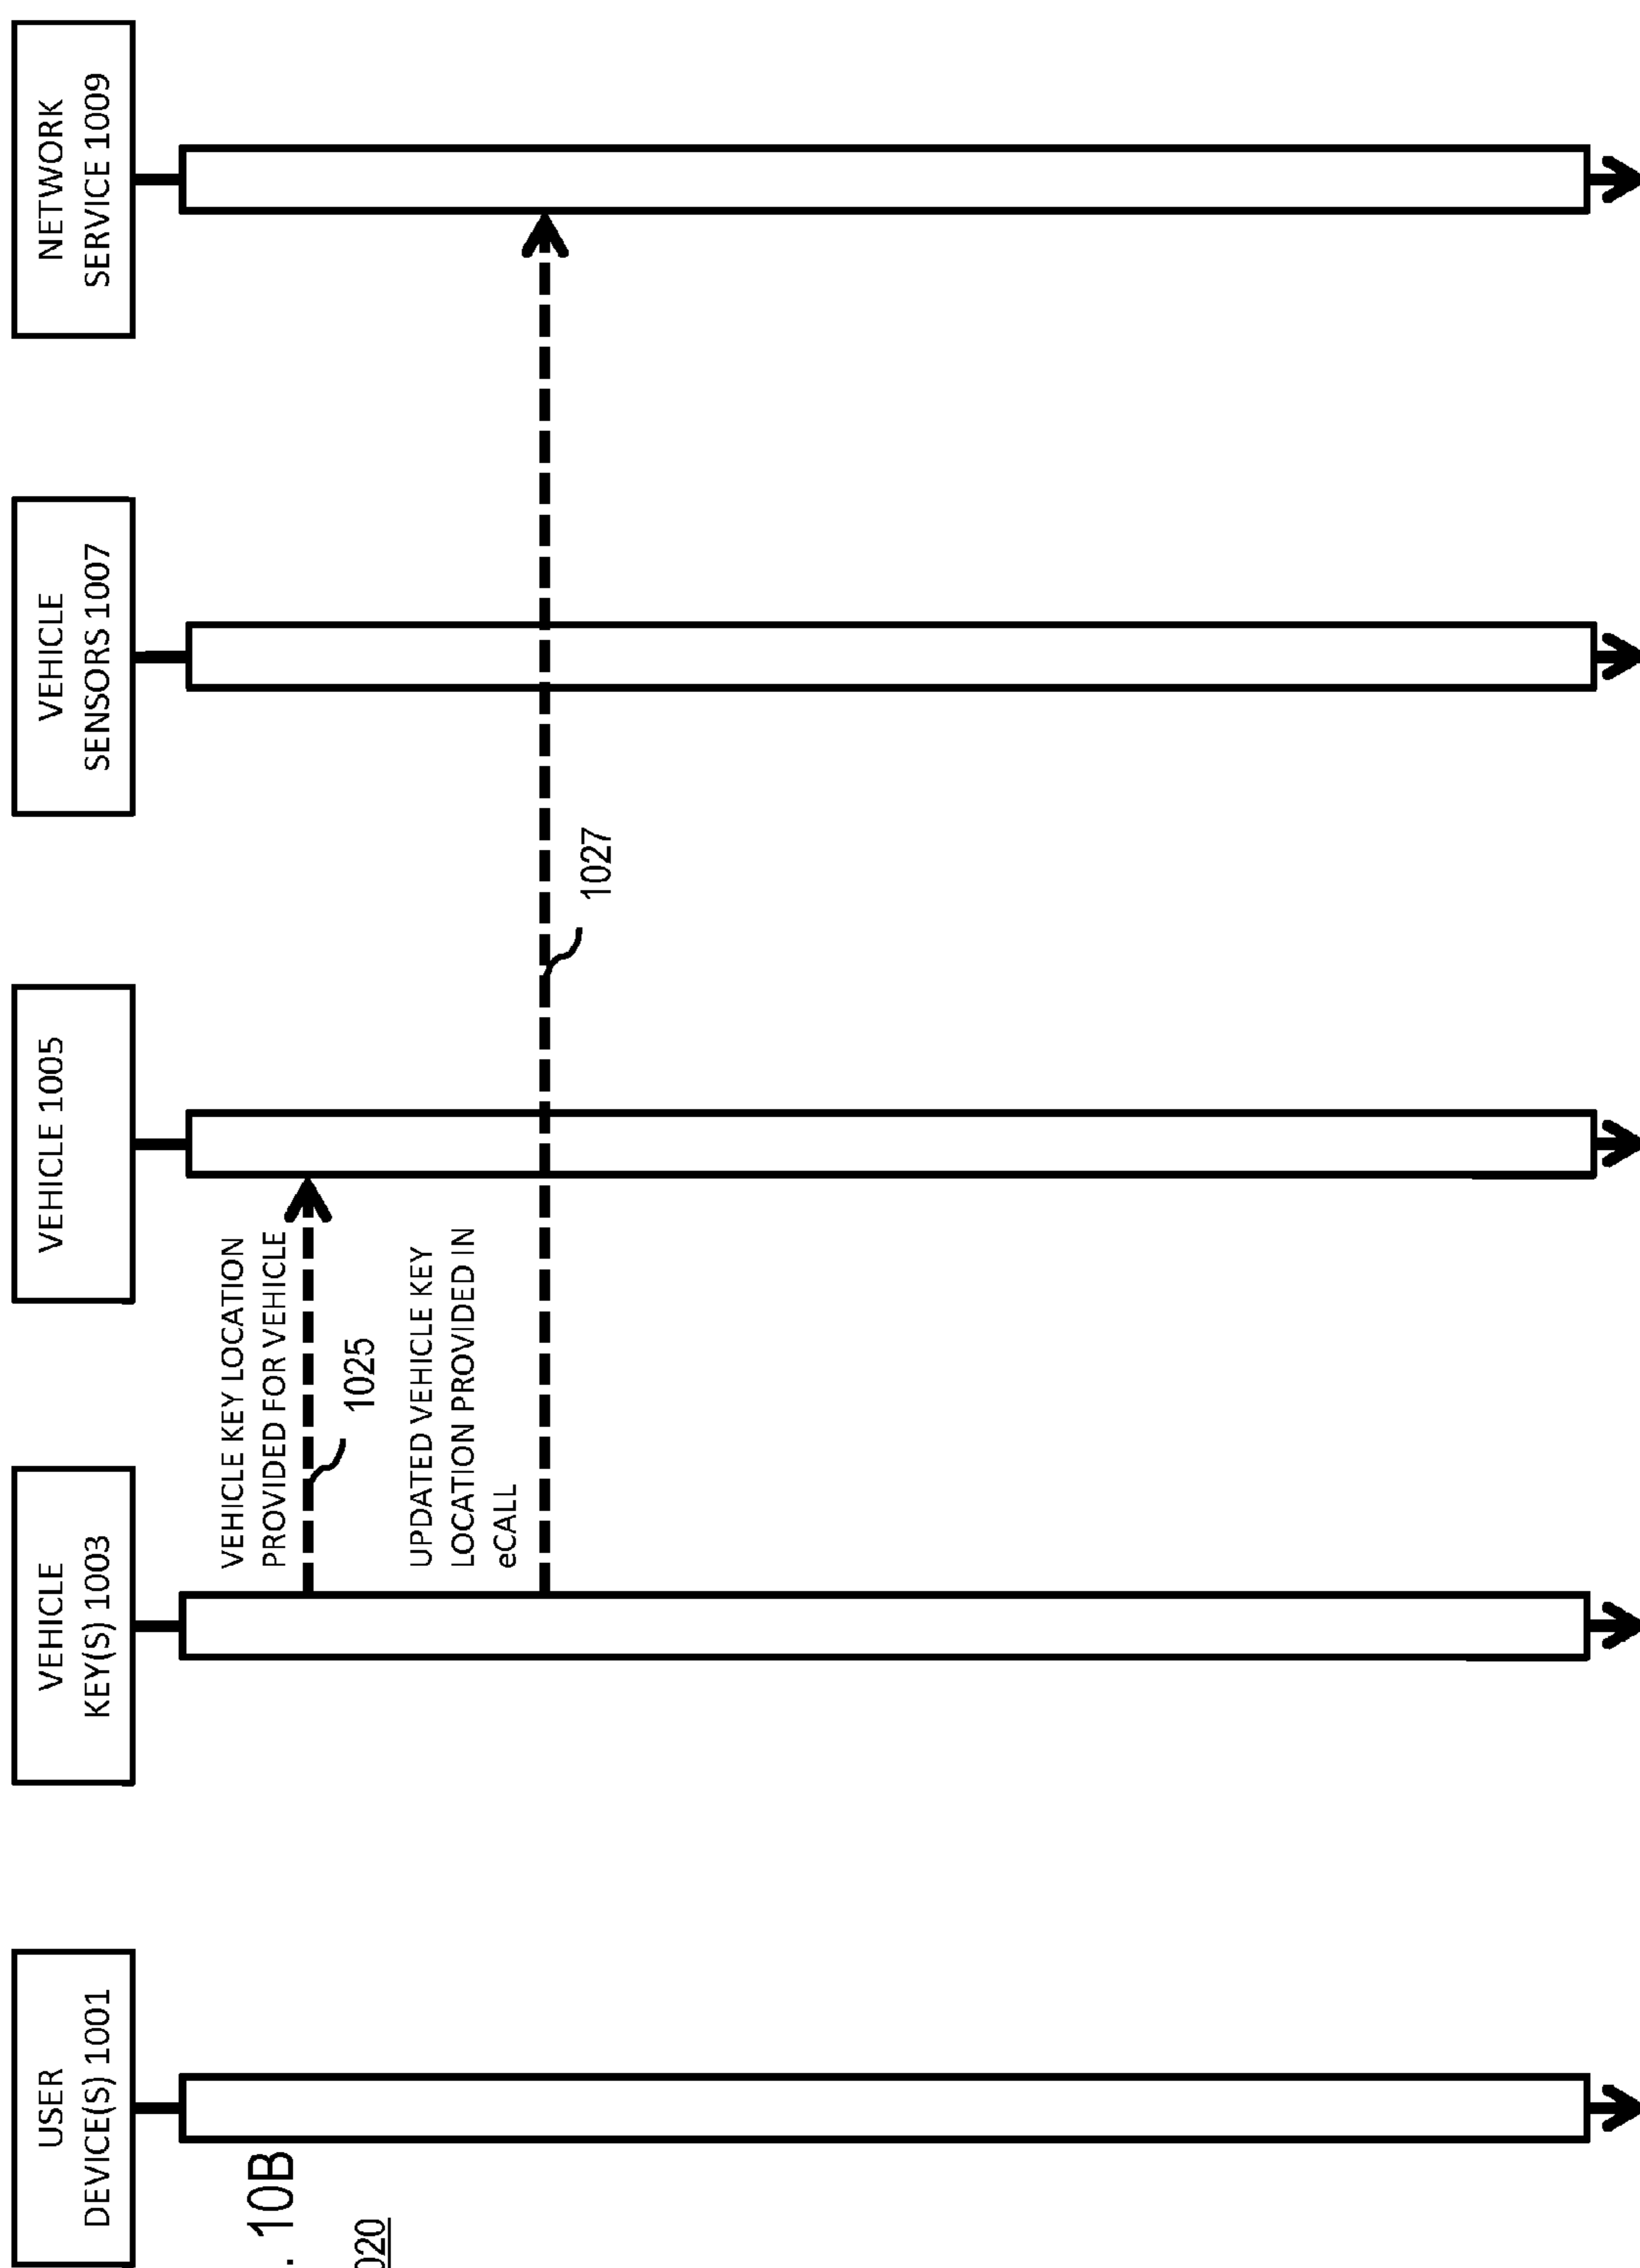 USER
DEVICE(S) 1001
VEHICLE
KEY(S) 1003
VEHICLE 1005
VEHICLE
SENSORS 1007
NETWORK
SERVICE 1009
VEHICLE KEY LOCATION
PROVIDED FOR VEHICLE
1025
UPDATED VEHICLE KEY
LOCATION PROVIDED IN
eCALL
1027
. 10B
020